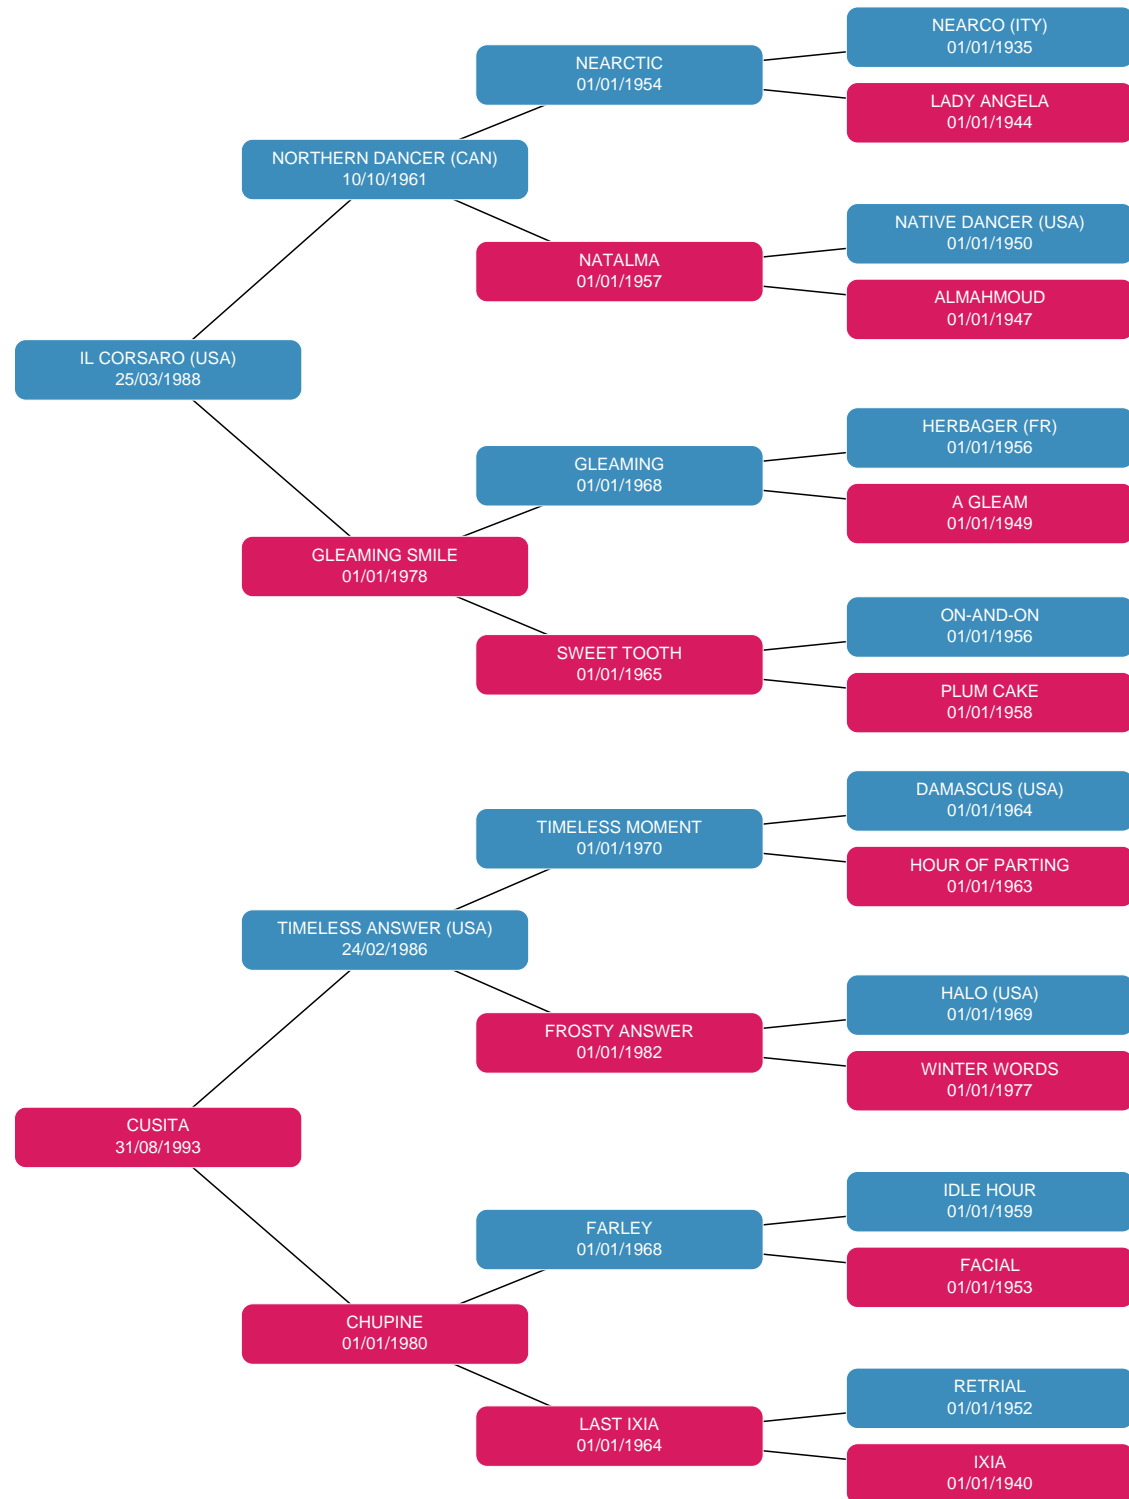 NEARCO (ITY)
01/01/1935
NEARCTIC
01/01/1954
LADY ANGELA
01/01/1944
NORTHERN DANCER (CAN)
10/10/1961
NATIVE DANCER (USA)
01/01/1950
NATALMA
01/01/1957
ALMAHMOUD
01/01/1947
IL CORSARO (USA)
25/03/1988
HERBAGER (FR)
01/01/1956
GLEAMING
01/01/1968
A GLEAM
01/01/1949
GLEAMING SMILE
01/01/1978
ON-AND-ON
01/01/1956
SWEET TOOTH
01/01/1965
PLUM CAKE
01/01/1958
DAMASCUS (USA)
01/01/1964
TIMELESS MOMENT
01/01/1970
HOUR OF PARTING
01/01/1963
TIMELESS ANSWER (USA)
24/02/1986
HALO (USA)
01/01/1969
FROSTY ANSWER
01/01/1982
WINTER WORDS
01/01/1977
CUSITA
31/08/1993
IDLE HOUR
01/01/1959
FARLEY
01/01/1968
FACIAL
01/01/1953
CHUPINE
01/01/1980
RETRIAL
01/01/1952
LAST IXIA
01/01/1964
IXIA
01/01/1940